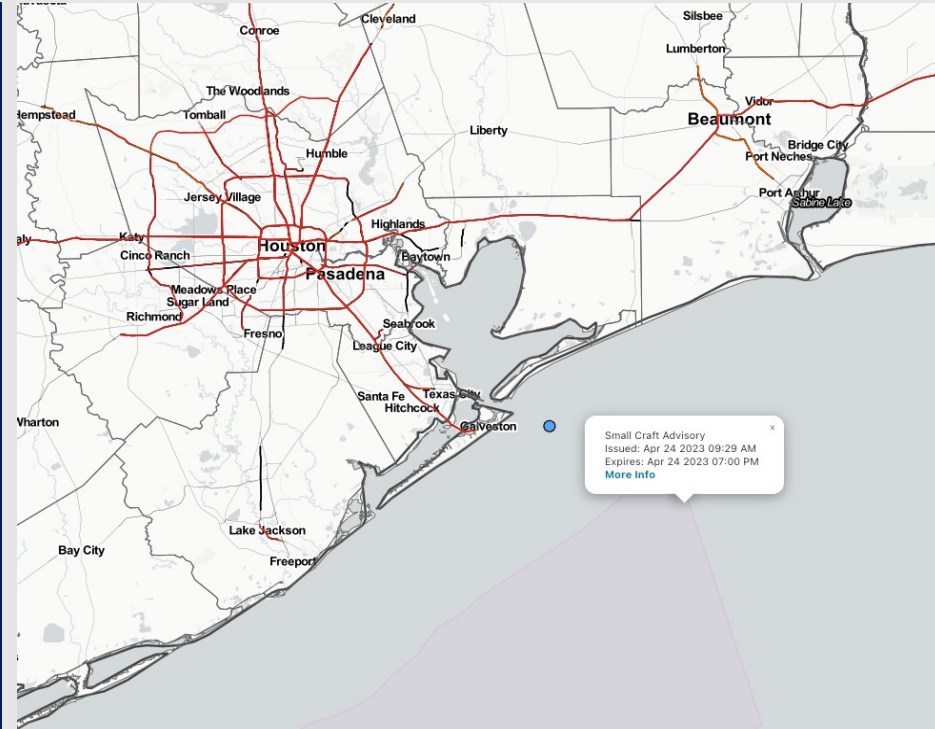 Cleveland
Silsbee
Conroe
Lumberton
The Woodlands
Vidor
Hempstead
Tomball
Beaumont
Liberty
Bridge City
Humble
Port Neches
Jersey Village
Port Arthur
Sabine Lake
Highlands
Katy
Houston
Cinco Ranch
Baytown
Pasadena
Meadows Place
Sugar Land
Richmond
Seabrook
Fresno
League City
Santa Fe
Texas City
Hitchcock
Wharton
Galveston
×
Small Craft Advisory
Issued: Apr 24 2023 09:29 AM
Expires: Apr 24 2023 07:00 PM
More Info
Lake Jackson
Bay City
Freeport